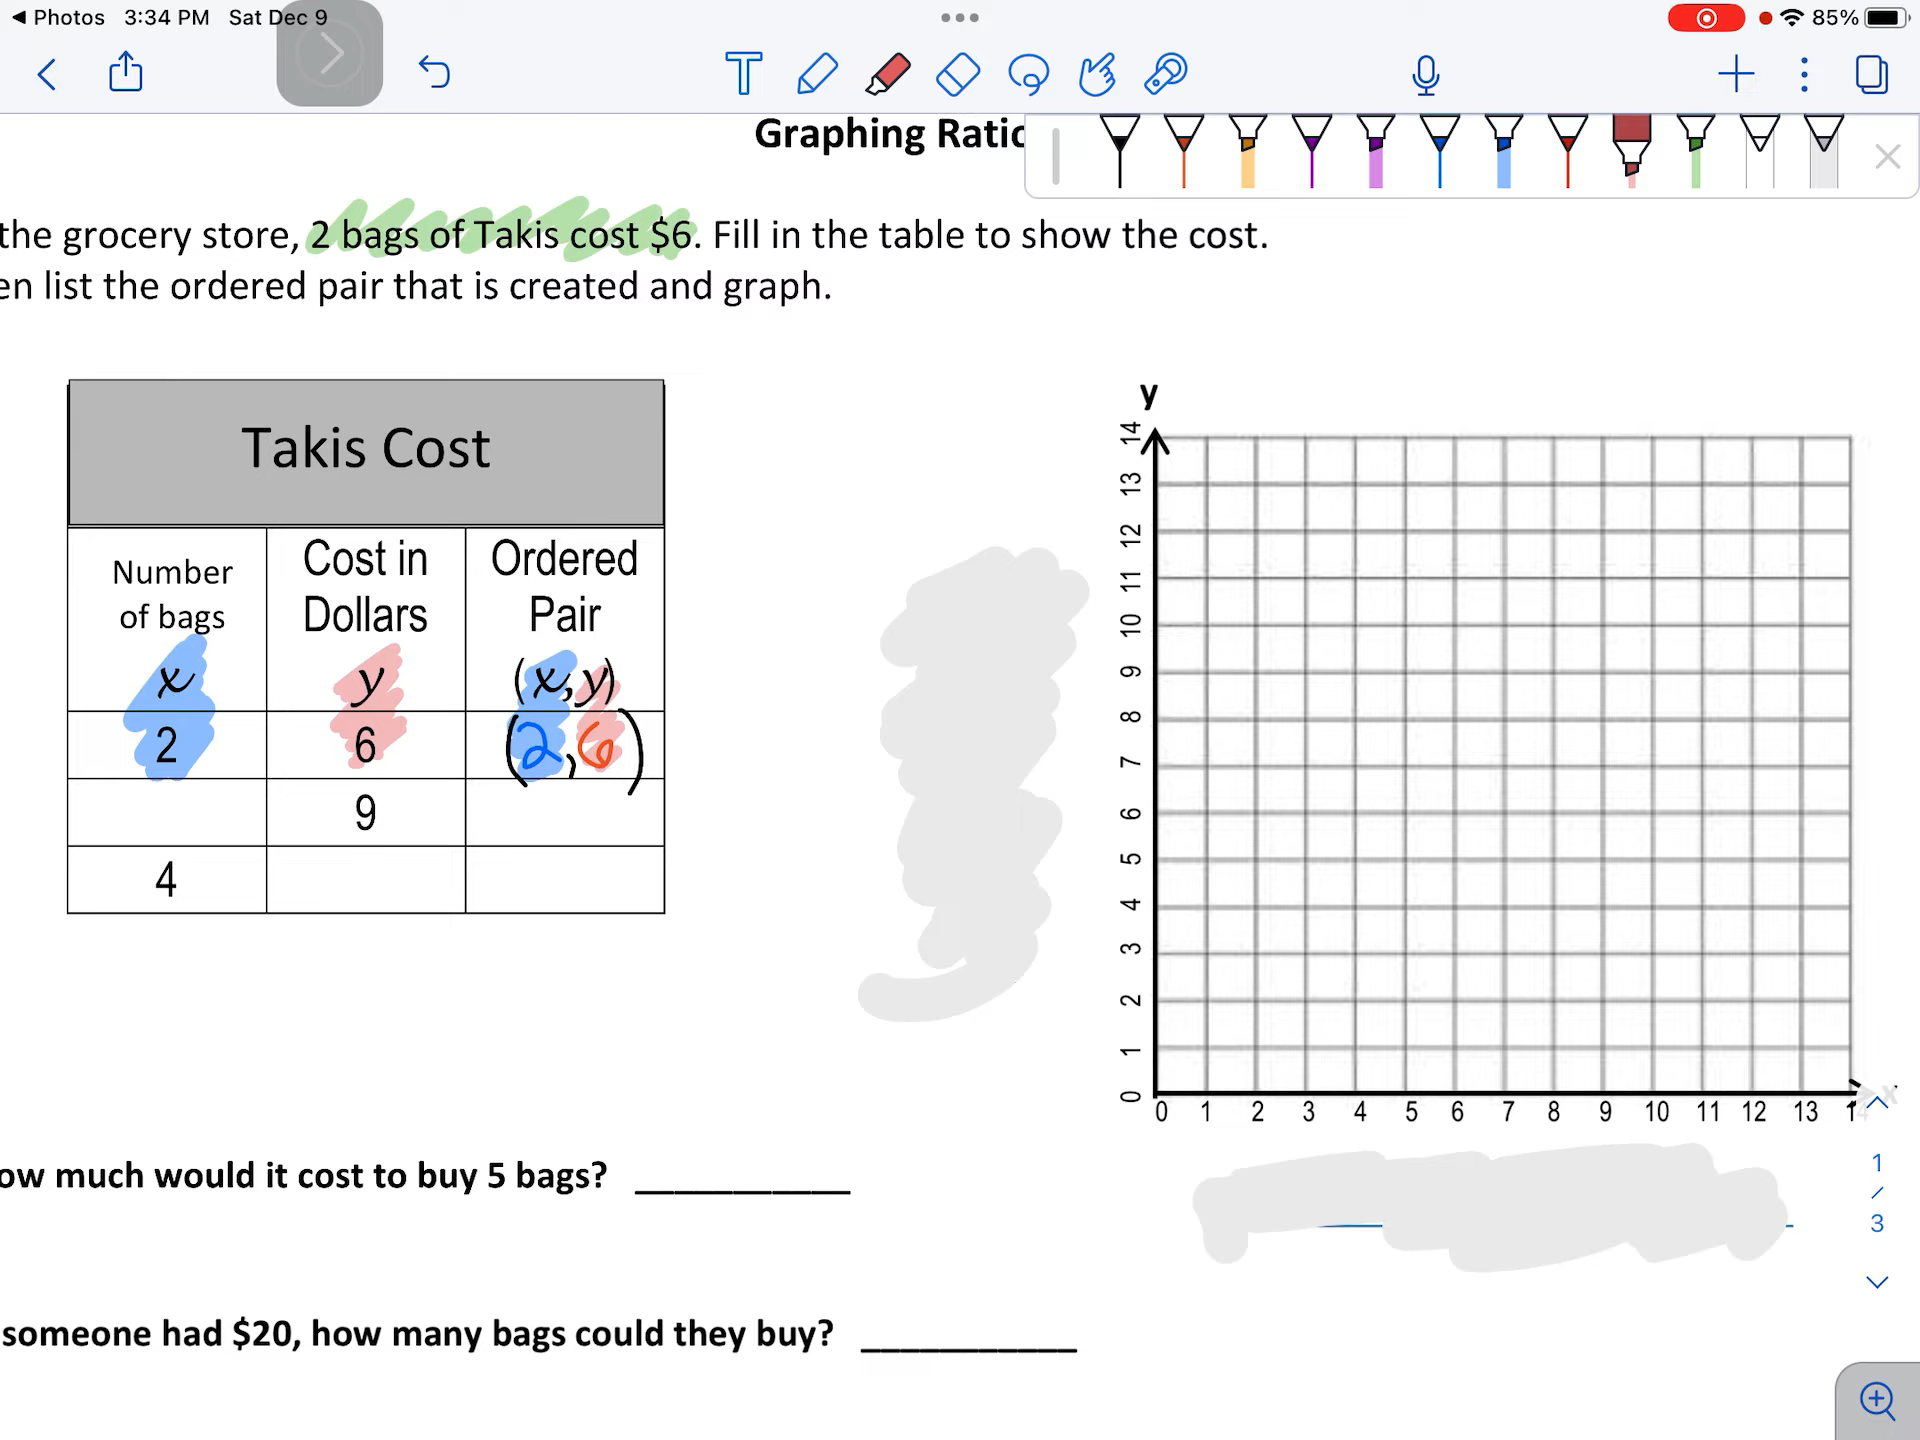 Photos 3:34 PM Sat Dec 9
85%
T
Graphing Ratio
the grocery store, 2 bags of Takis cost $6. Fill in the table to show the cost.
en list the ordered pair that is created and graph.
Takis Cost
Number of bags
Cost in Dollars
Ordered Pair
x
y
(x,y)
2
6
(2,6)
9
4
y
14
13
12
11
10
9
8
7
6
5
4
3
2
1
0
0 1 2 3 4 5 6 7 8 9 10 11 12 13 14
x
ow much would it cost to buy 5 bags? ___________
someone had $20, how many bags could they buy? ___________
1
/
3